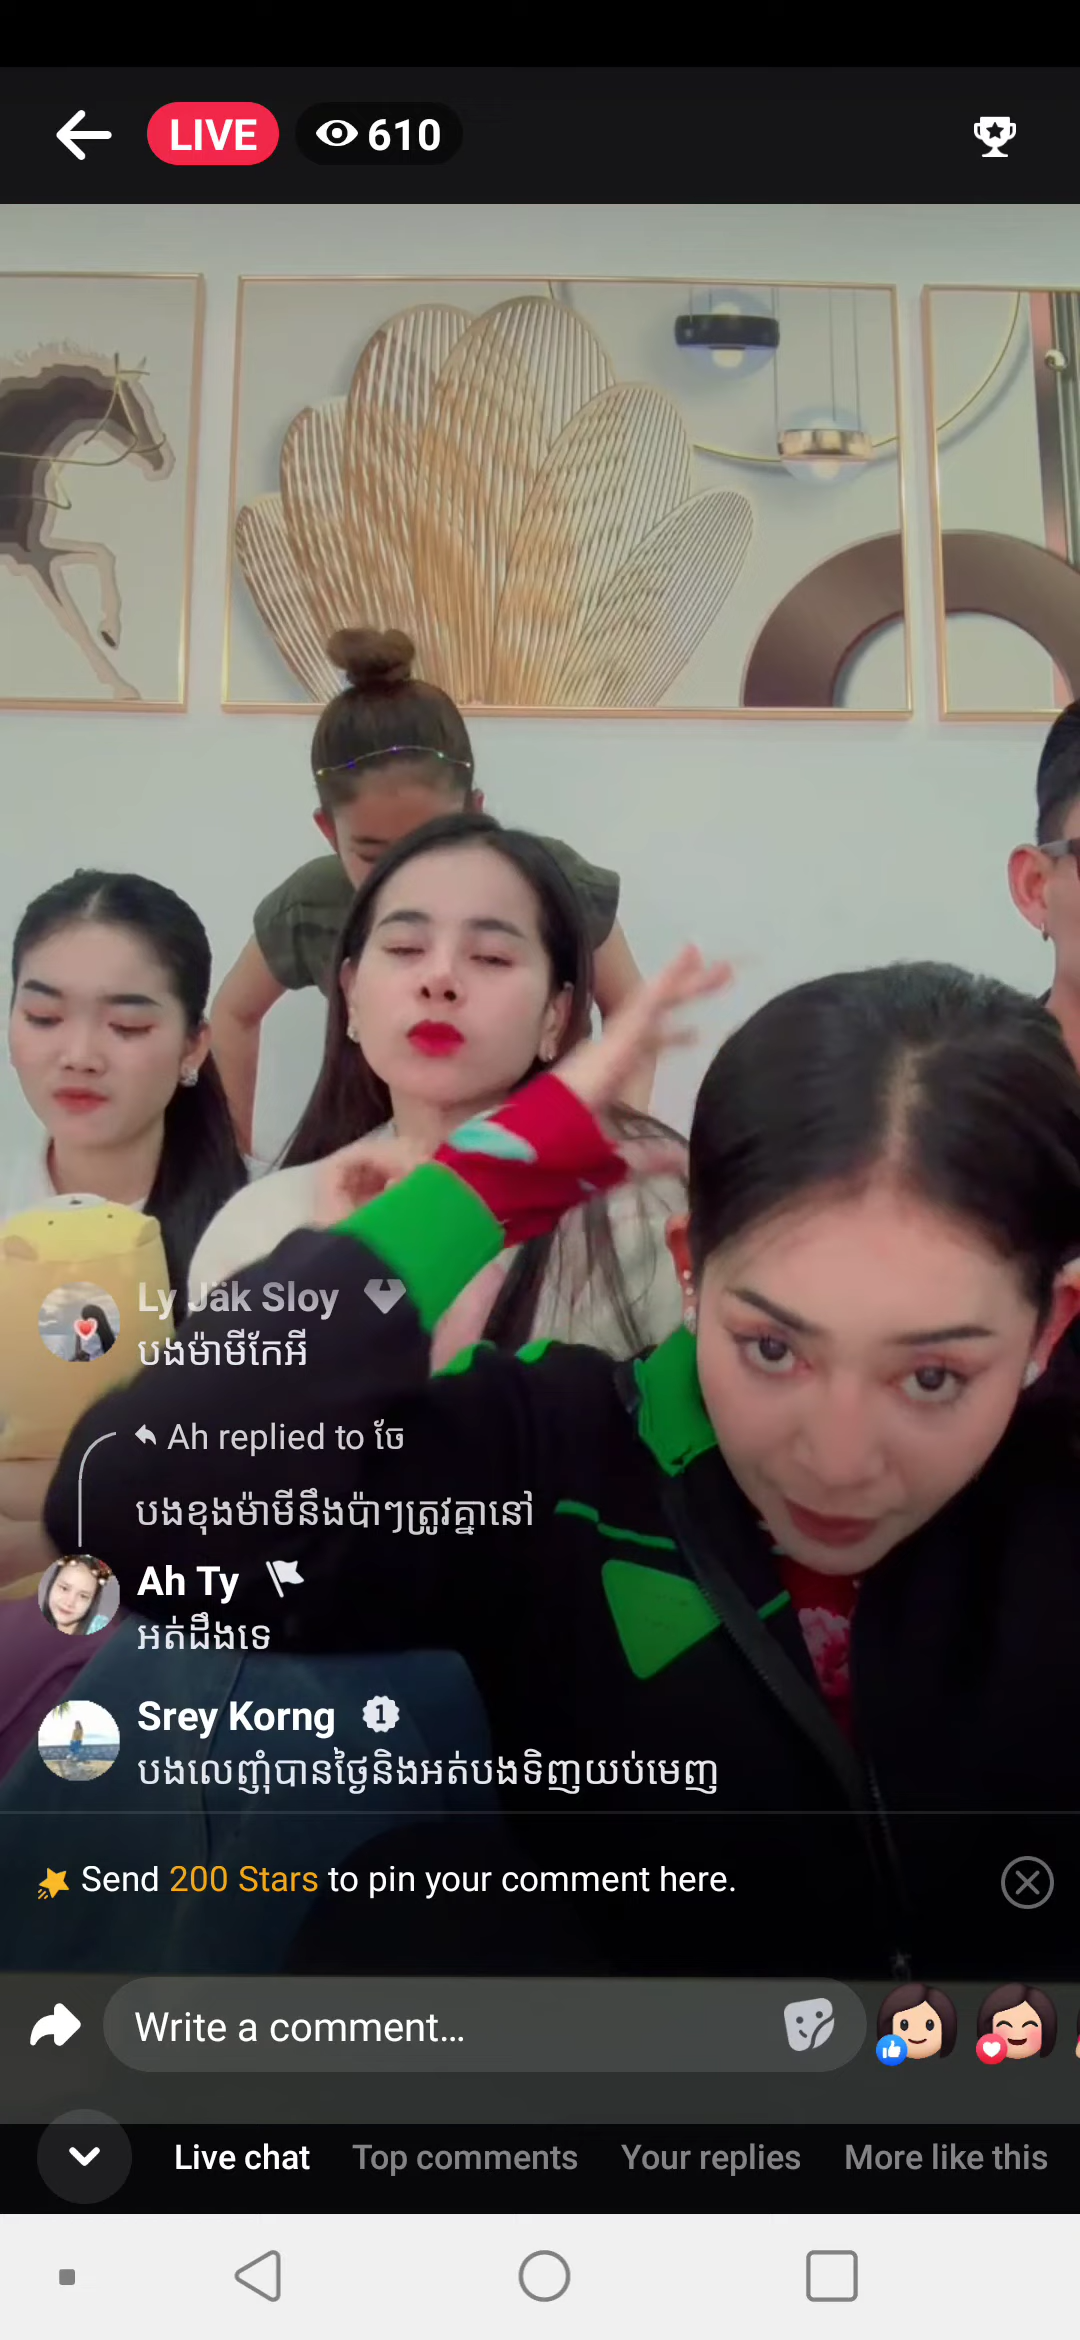 LIVE 610
Ly Jäk Sloy
បងម៉ាមីកែអី
Ah replied to ចែ
បងខុងម៉ាមីនឹងប៉ាៗត្រូវគ្នានៅ
Ah Ty
អត់ដឹងទេ
Srey Korng 1
បងលេញ៉ុំបានថ្ងៃនិងអត់បងទិញយប់មេញ
Send 200 Stars to pin your comment here.
Write a comment...
Live chat Top comments Your replies More like this